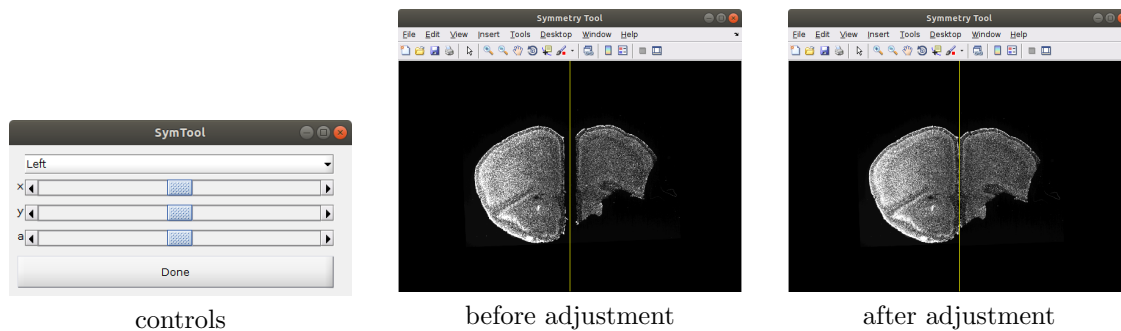 SymTool
Left
x
y
a
Done
controls
Symmetry Tool
File Edit View Insert Tools Desktop Window Help
before adjustment
Symmetry Tool
File Edit View Insert Tools Desktop Window Help
after adjustment